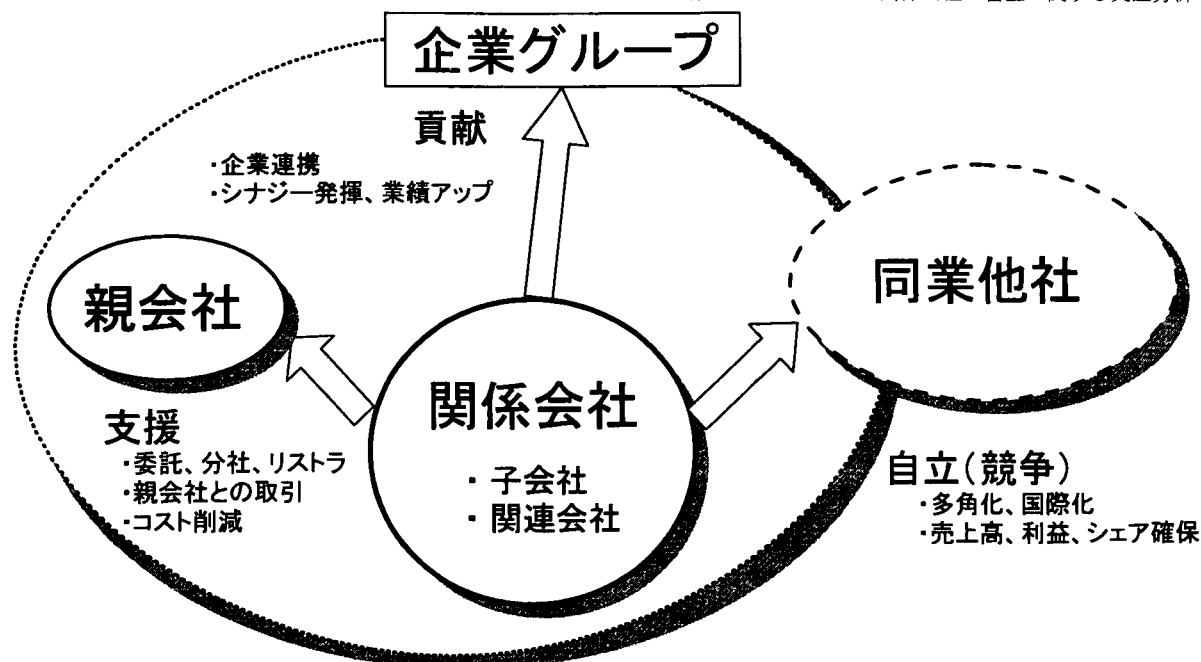 企業グループ
貢献
・企業連携
・シナジー発揮、業績アップ
親会社
同業他社
関係会社
・子会社
・関連会社
支援
・委託、分社、リストラ
・親会社との取引
・コスト削減
自立(競争)
・多角化、国際化
・売上高、利益、シェア確保